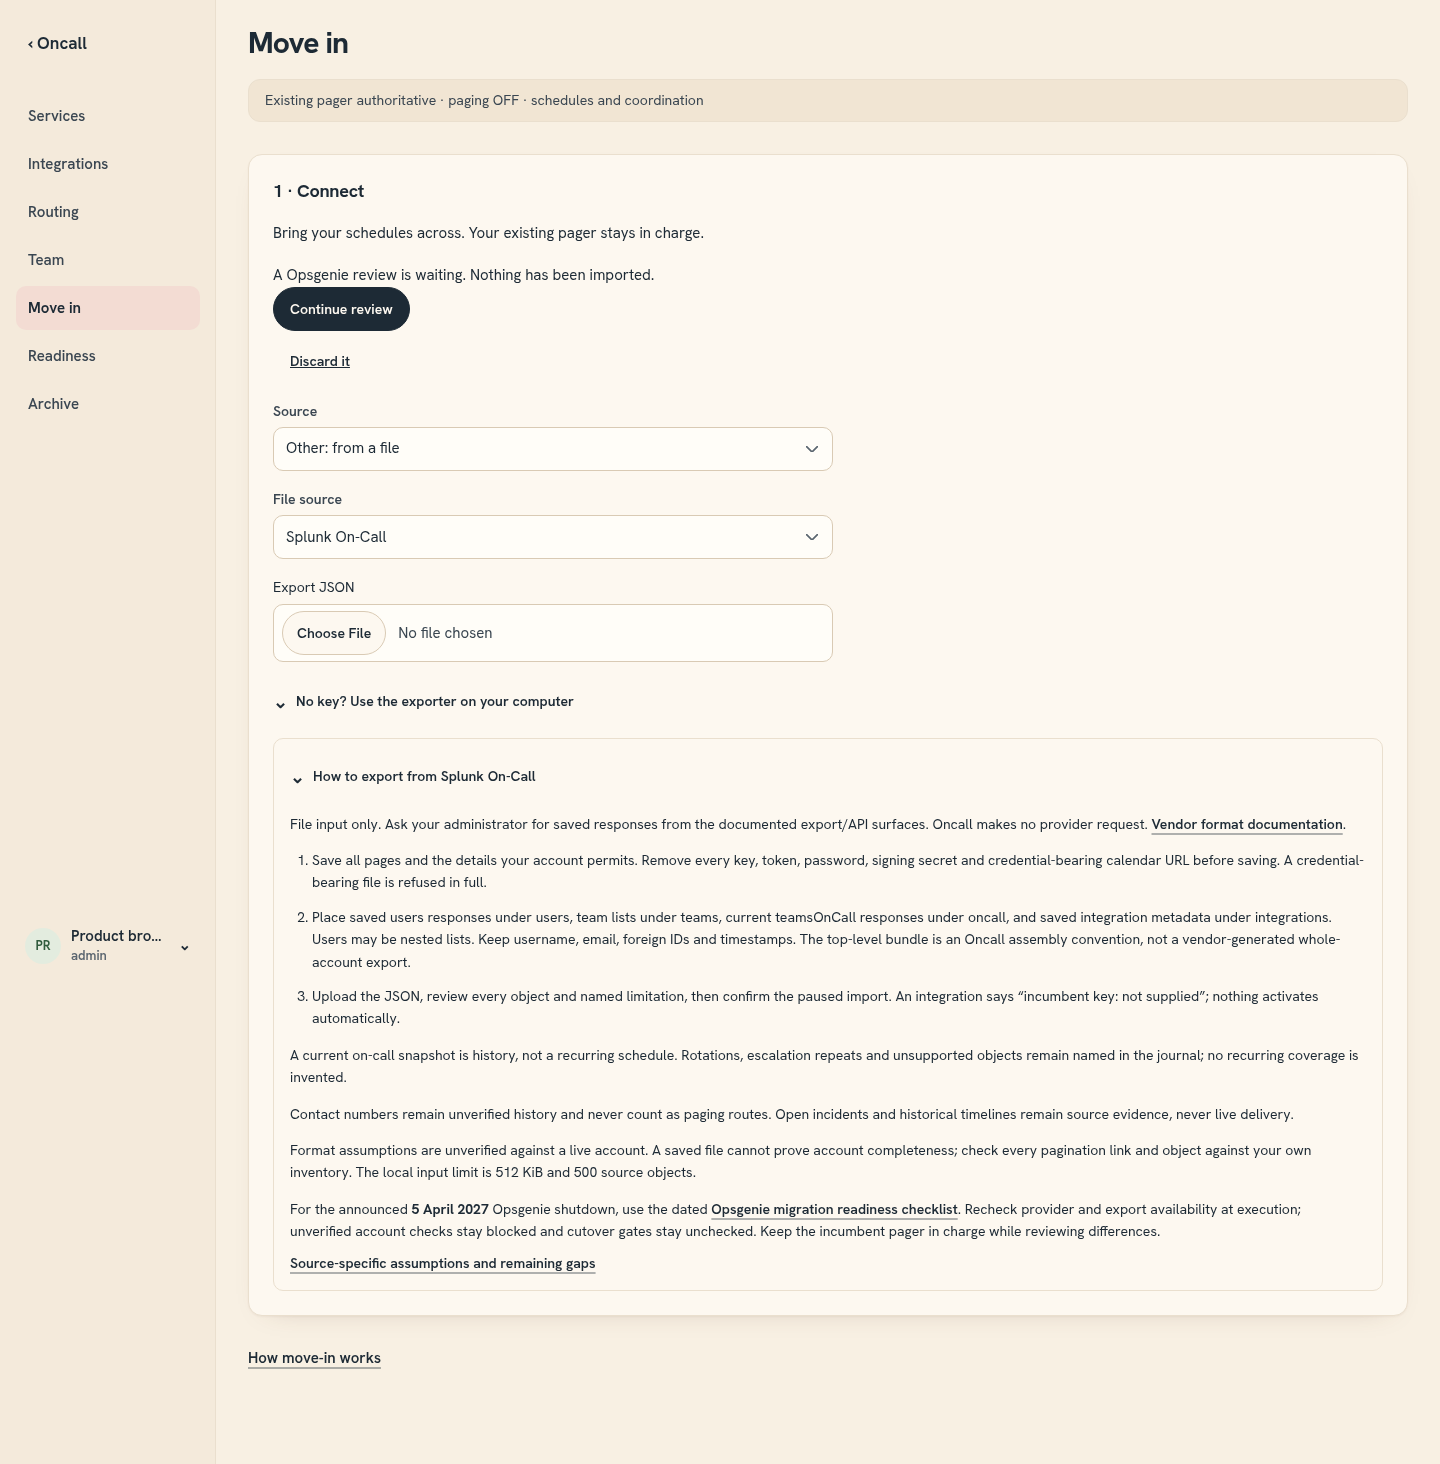 ‹ Oncall
Services
Integrations
Routing
Team
Move in
Readiness
Archive
PR
Product bro...
admin
Move in
Existing pager authoritative · paging OFF · schedules and coordination
1 · Connect
Bring your schedules across. Your existing pager stays in charge.
A Opsgenie review is waiting. Nothing has been imported.
Continue review
Discard it
Source
Other: from a file
File source
Splunk On-Call
Export JSON
Choose File No file chosen
No key? Use the exporter on your computer
How to export from Splunk On-Call
File input only. Ask your administrator for saved responses from the documented export/API surfaces. Oncall makes no provider request. Vendor format documentation.
1. Save all pages and the details your account permits. Remove every key, token, password, signing secret and credential-bearing calendar URL before saving. A credential-
bearing file is refused in full.
2. Place saved users responses under users, team lists under teams, current teamsOnCall responses under oncall, and saved integration metadata under integrations.
Users may be nested lists. Keep username, email, foreign IDs and timestamps. The top-level bundle is an Oncall assembly convention, not a vendor-generated whole-
account export.
3. Upload the JSON, review every object and named limitation, then confirm the paused import. An integration says “incumbent key: not supplied”; nothing activates
automatically.
A current on-call snapshot is history, not a recurring schedule. Rotations, escalation repeats and unsupported objects remain named in the journal; no recurring coverage is
invented.
Contact numbers remain unverified history and never count as paging routes. Open incidents and historical timelines remain source evidence, never live delivery.
Format assumptions are unverified against a live account. A saved file cannot prove account completeness; check every pagination link and object against your own
inventory. The local input limit is 512 KiB and 500 source objects.
For the announced 5 April 2027 Opsgenie shutdown, use the dated Opsgenie migration readiness checklist. Recheck provider and export availability at execution;
unverified account checks stay blocked and cutover gates stay unchecked. Keep the incumbent pager in charge while reviewing differences.
Source-specific assumptions and remaining gaps
How move-in works